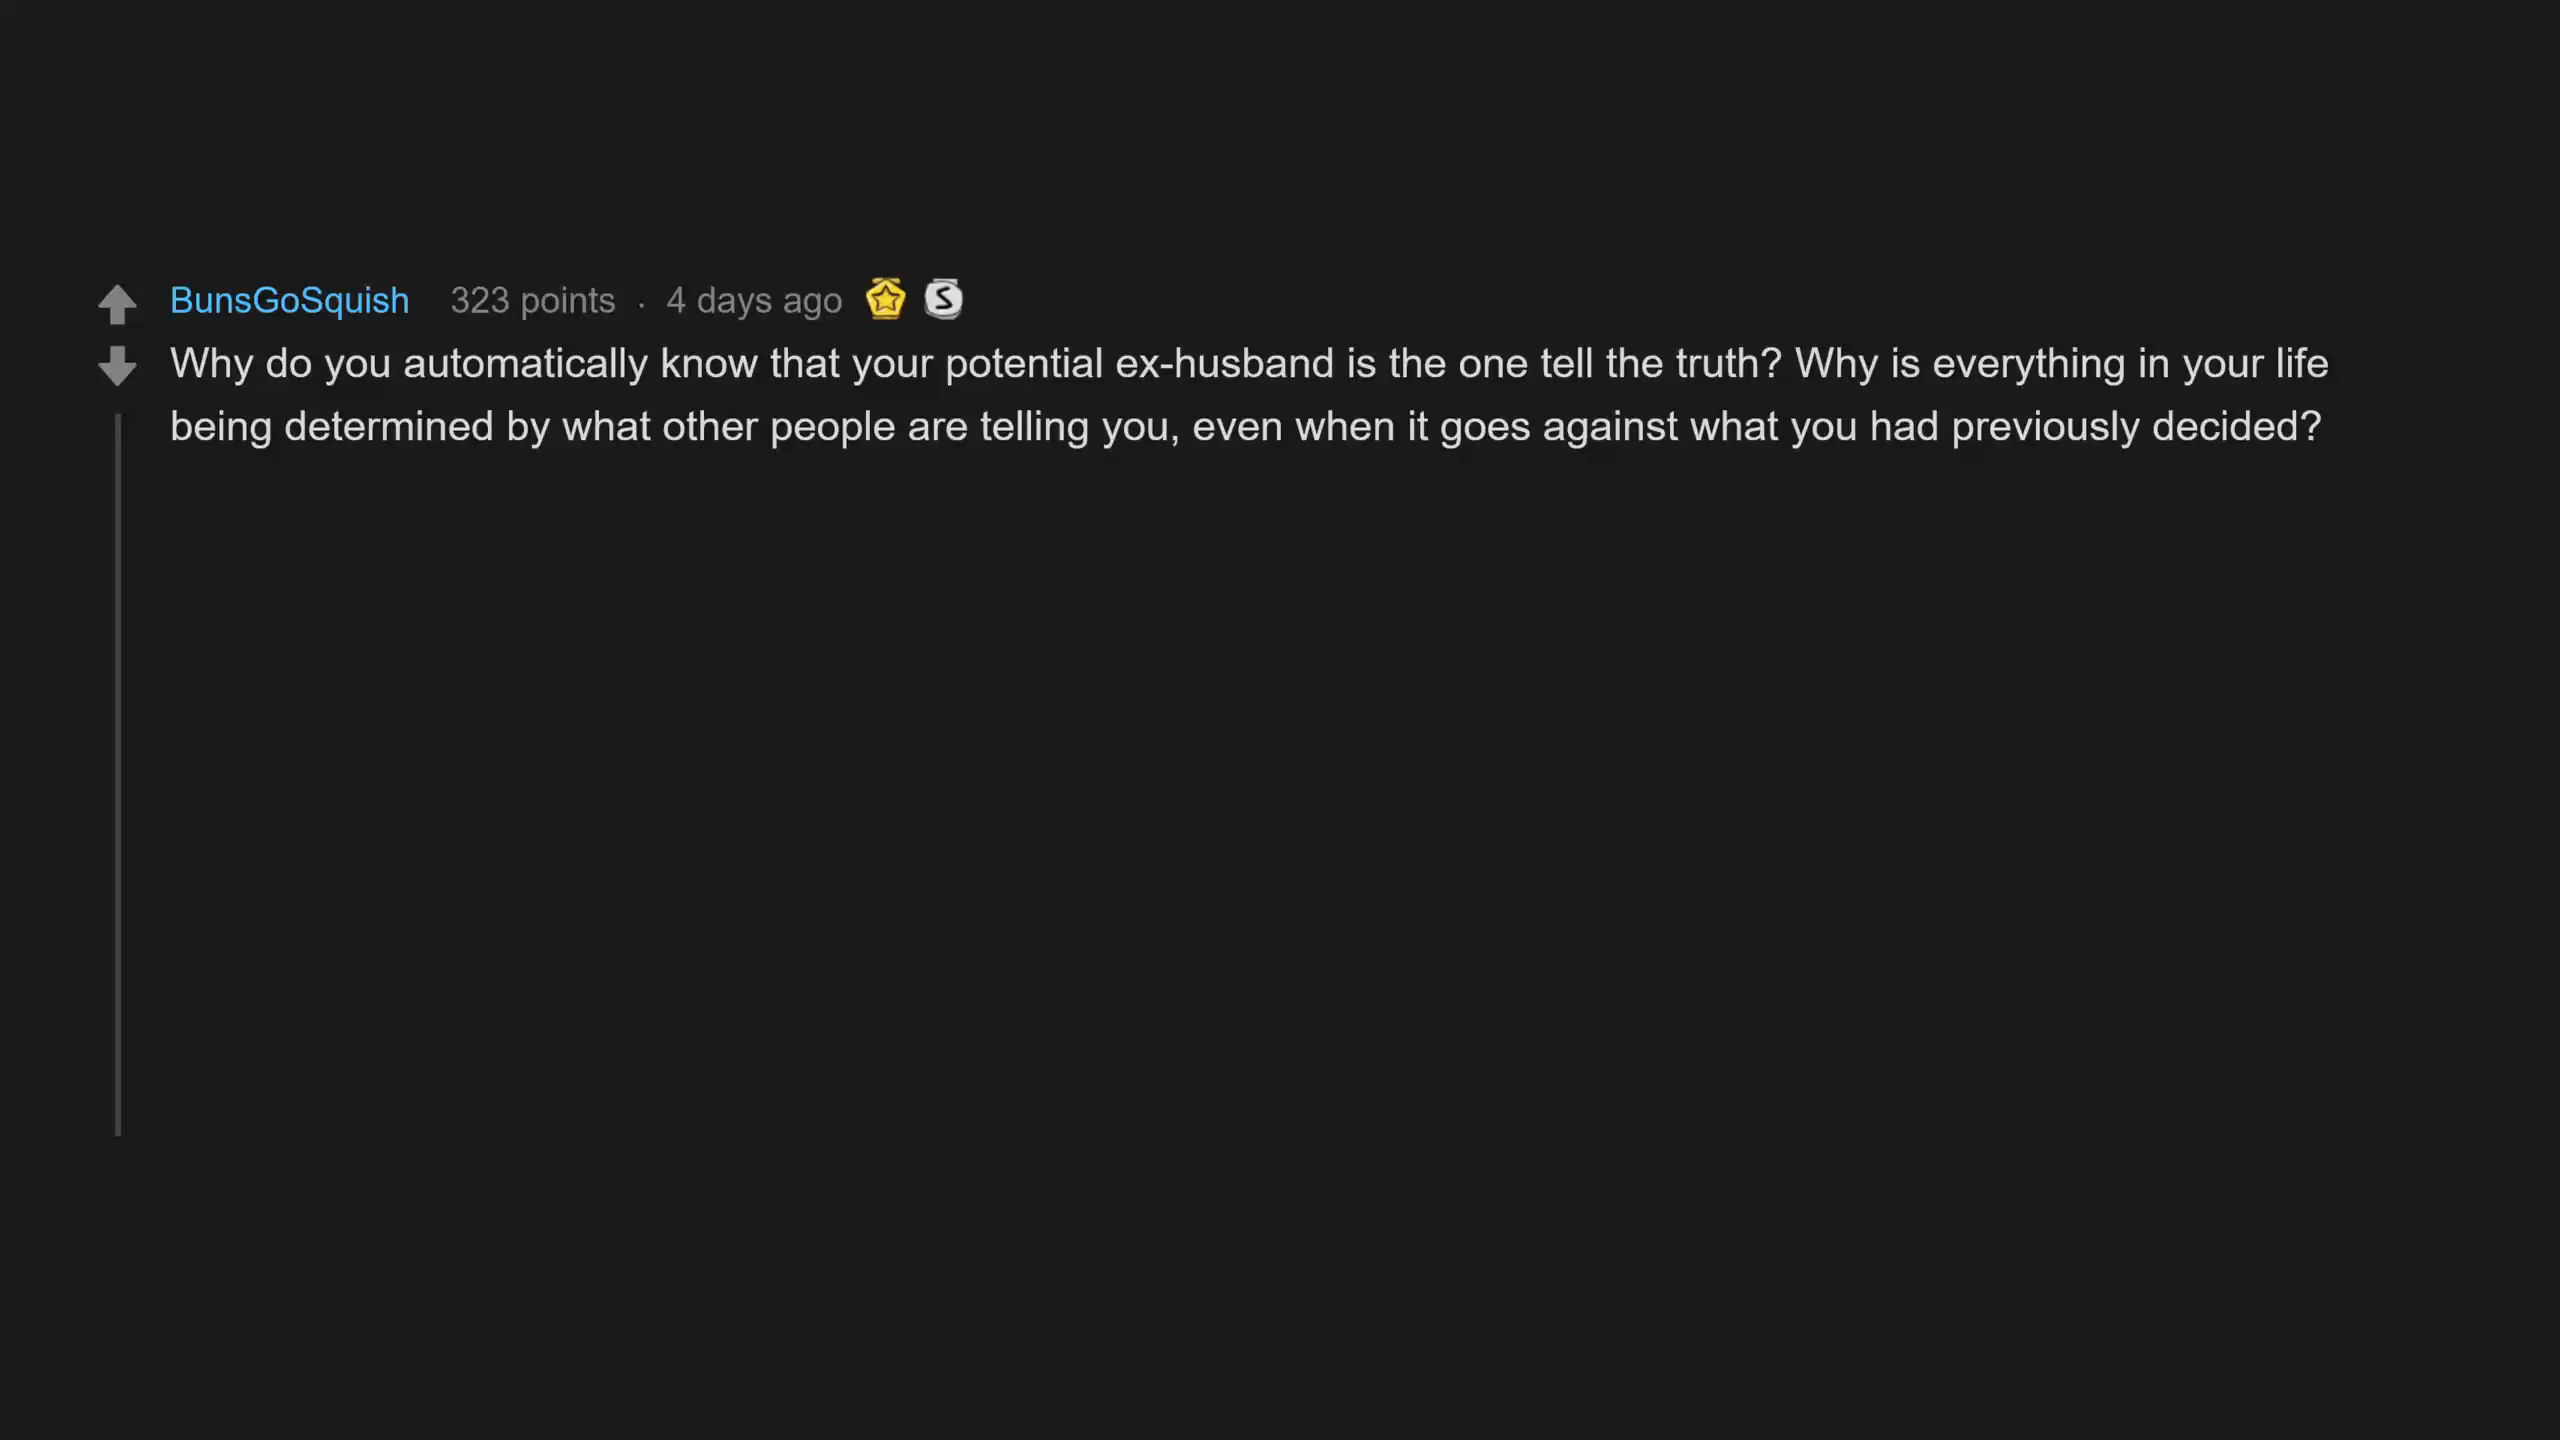 BunsGoSquish 323 points · 4 days ago
Why do you automatically know that your potential ex-husband is the one tell the truth? Why is everything in your life
being determined by what other people are telling you, even when it goes against what you had previously decided?